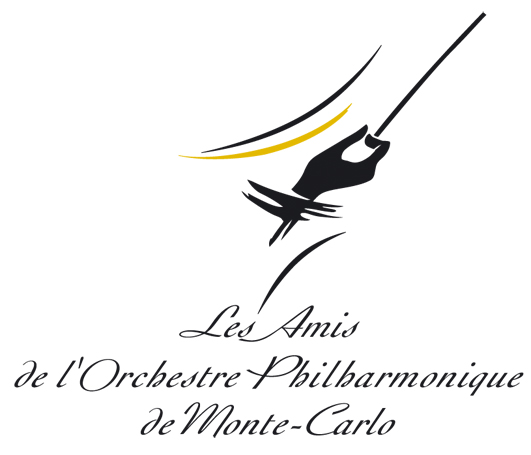 Les Amis
de l'Orchestre Philharmonique
de Monte-Carlo